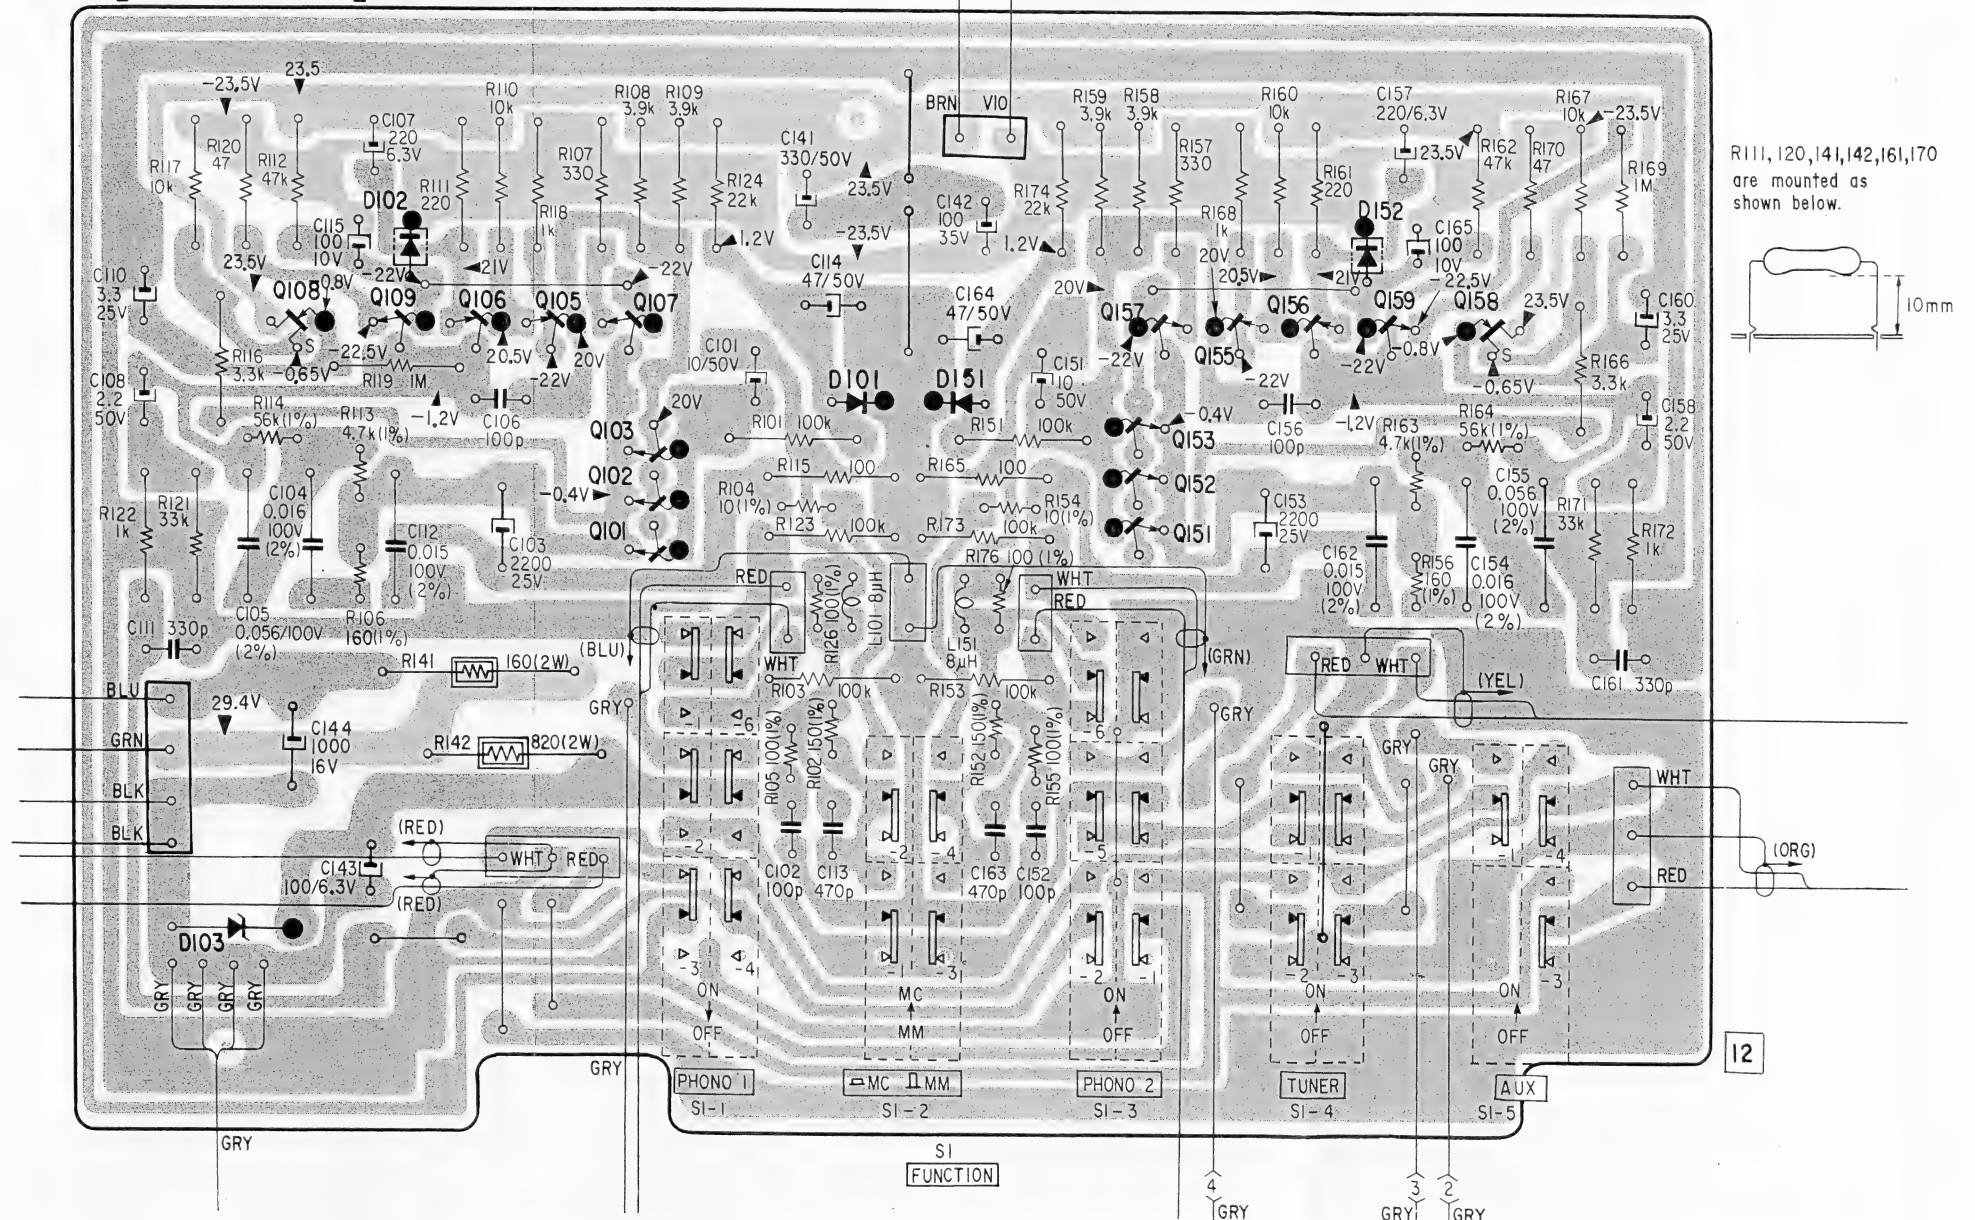 BRN VIO
-23.5V
23.5
R117
10k
R120
47
R112
47k
C107
220
6.3V
R110
10k
R111
220
R118
1k
R107
330
R108
3.9k
R109
3.9k
R124
22k
C141
330/50V
23.5V
-23.5V
C142
100
35V
R174
22k
R159
3.9k
R158
3.9k
R157
330
R168
1k
R160
10k
R161
220
C157
220/6.3V
23.5V
R162
47k
R170
47
R167
10k
-23.5V
R169
1M
R111, 120, 141, 142, 161, 170
are mounted as
shown below.
10mm
D102
C115
100
10V
C110
3.3
25V
23.5V
-0.8V
-22V
21V
-22V
1.2V
C114
47/50V
C164
47/50V
1.2V
20V
20V
20.5V
21V
D152
C165
100
10V
-22.5V
23.5V
C160
3.3
25V
Q108
Q109
Q106
Q105
Q107
Q157
Q156
Q159
Q158
Q155
S
-22.5V
20.5V
20V
-22V
-22V
-22V
-22V
-0.8V
S
-0.65V
-0.65V
R116
3.3k
R119 1M
R166
3.3k
C108
2.2
50V
C158
2.2
50V
R114
56k(1%)
R113
4.7k(1%)
-1.2V
C106
100p
20V
C101
10/50V
D101
D151
C151
10
50V
-0.4V
C156
100p
-1.2V
R163
4.7k(1%)
R164
56k(1%)
Q103
Q102
-0.4V
Q101
Q153
Q152
Q151
R101 100k
R151 100k
R115 100
R165 100
R104
10(1%)
R154
10(1%)
R123 100k
R173 100k
R176 100(1%)
R122
1k
R121
33k
C104
0.016
100V
(2%)
C112
0.015
100V
(2%)
C103
2200
25V
C153
2200
25V
C162
0.015
100V
(2%)
R156
160
(1%)
C154
0.016
100V
(2%)
C155
0.056
100V
(2%)
R171
33k
R172
1k
C105
0.056/100V
(2%)
R106
160(1%)
C111 330p
C161 330p
RED
WHT
R126 100(1%)
L101 8µH
L151
8µH
WHT
RED
(BLU)
(GRN)
RED WHT
(YEL)
R141 160(2W)
R142 820(2W)
R103 100k
R153 100k
R105 100(1%)
R102 150(1%)
R152 150(1%)
R155 100(1%)
GRY
GRY
GRY
GRY
BLU
GRN
BLK
BLK
29.4V
C144
1000
16V
(RED)
(RED)
WHT RED
C143
100/6.3V
D103
GRY GRY GRY GRY
C102
100p
C113
470p
C163
470p
C152
100p
WHT
RED
(ORG)
-6
-2
-3 -4
-2 -4
-1 -3
-6
-5
-2 -1
-1
-2 -3
-1 -4
-3
ON
OFF
MC
MM
ON
OFF
ON
OFF
ON
OFF
PHONO 1
S1-1
MC MM
S1-2
PHONO 2
S1-3
TUNER
S1-4
AUX
S1-5
12
GRY
GRY
S1
FUNCTION
4
GRY
3
GRY
2
GRY